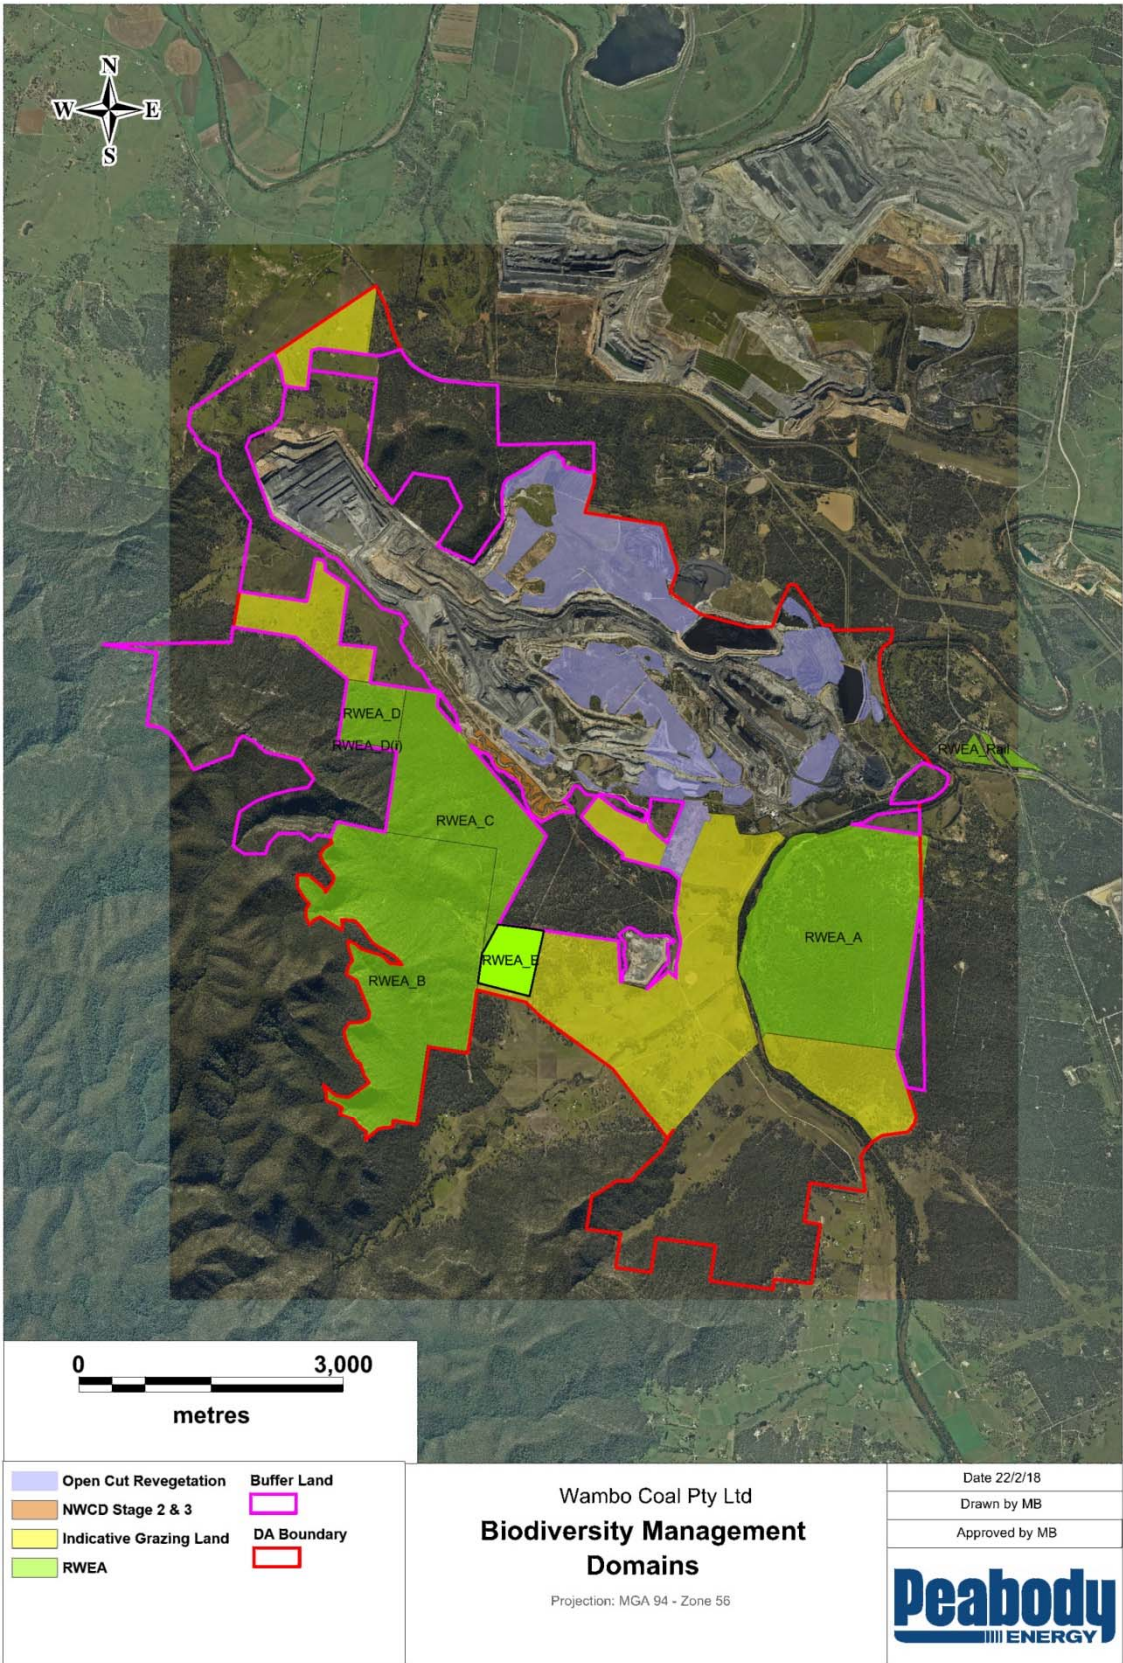 N
W E
S
RWEA_D
RWEA_D(i)
RWEA_Rail
RWEA_C
RWEA_A
RWEA_E
RWEA_B
0 3,000
metres
Open Cut Revegetation
NWCD Stage 2 & 3
Indicative Grazing Land
RWEA
Buffer Land
DA Boundary
Wambo Coal Pty Ltd
Biodiversity Management
Domains
Projection: MGA 94 - Zone 56
Date 22/2/18
Drawn by MB
Approved by MB
Peabody
ENERGY